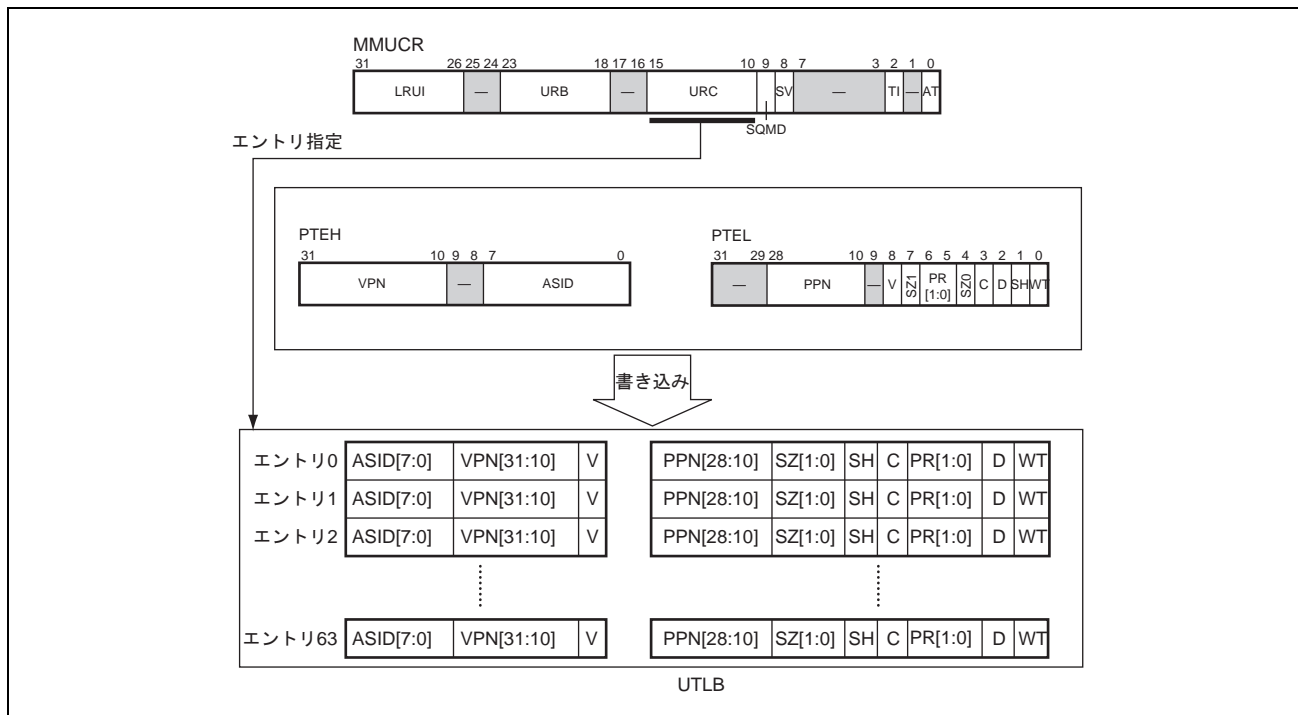 MMUCR
31 26 25 24 23 18 17 16 15 10 9 8 7 3 2 1 0
LRUI — URB — URC SV — TI — AT
SQMD
エントリ指定
PTEH
31 10 9 8 7 0
VPN — ASID
PTEL
31 29 28 10 9 8 7 6 5 4 3 2 1 0
— PPN — V SZ1 PR [1:0] SZ0 C D SH WT
書き込み
エントリ0 ASID[7:0] VPN[31:10] V PPN[28:10] SZ[1:0] SH C PR[1:0] D WT
エントリ1 ASID[7:0] VPN[31:10] V PPN[28:10] SZ[1:0] SH C PR[1:0] D WT
エントリ2 ASID[7:0] VPN[31:10] V PPN[28:10] SZ[1:0] SH C PR[1:0] D WT
エントリ63 ASID[7:0] VPN[31:10] V PPN[28:10] SZ[1:0] SH C PR[1:0] D WT
UTLB